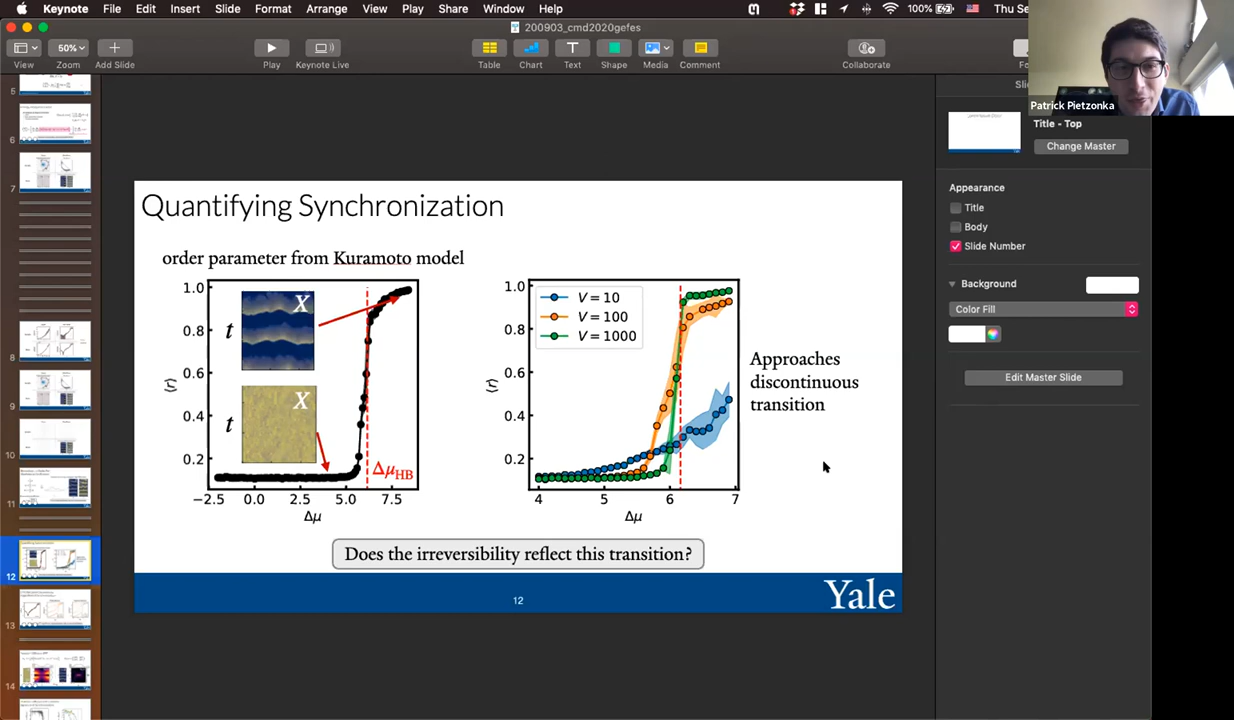 Keynote File Edit Insert Slide Format Arrange View Play Share Window Help 100% Thu Se
200903_cmd2020gefes
50%
View Zoom Add Slide Play Keynote Live Table Chart Text Shape Media Comment Collaborate
Patrick Pietzonka
Title - Top
Change Master
Appearance
Title
Body
Slide Number
Background
Color Fill
Edit Master Slide
5
6
7
8
9
10
11
12
13
14
Quantifying Synchronization
order parameter from Kuramoto model
1.0
0.8
0.6
0.4
0.2
⟨r⟩
−2.5 0.0 2.5 5.0 7.5
Δμ
X
t
X
t
ΔμHB
1.0
0.8
0.6
0.4
0.2
⟨r⟩
4 5 6 7
Δμ
V = 10
V = 100
V = 1000
Approaches
discontinuous
transition
Does the irreversibility reflect this transition?
12
Yale